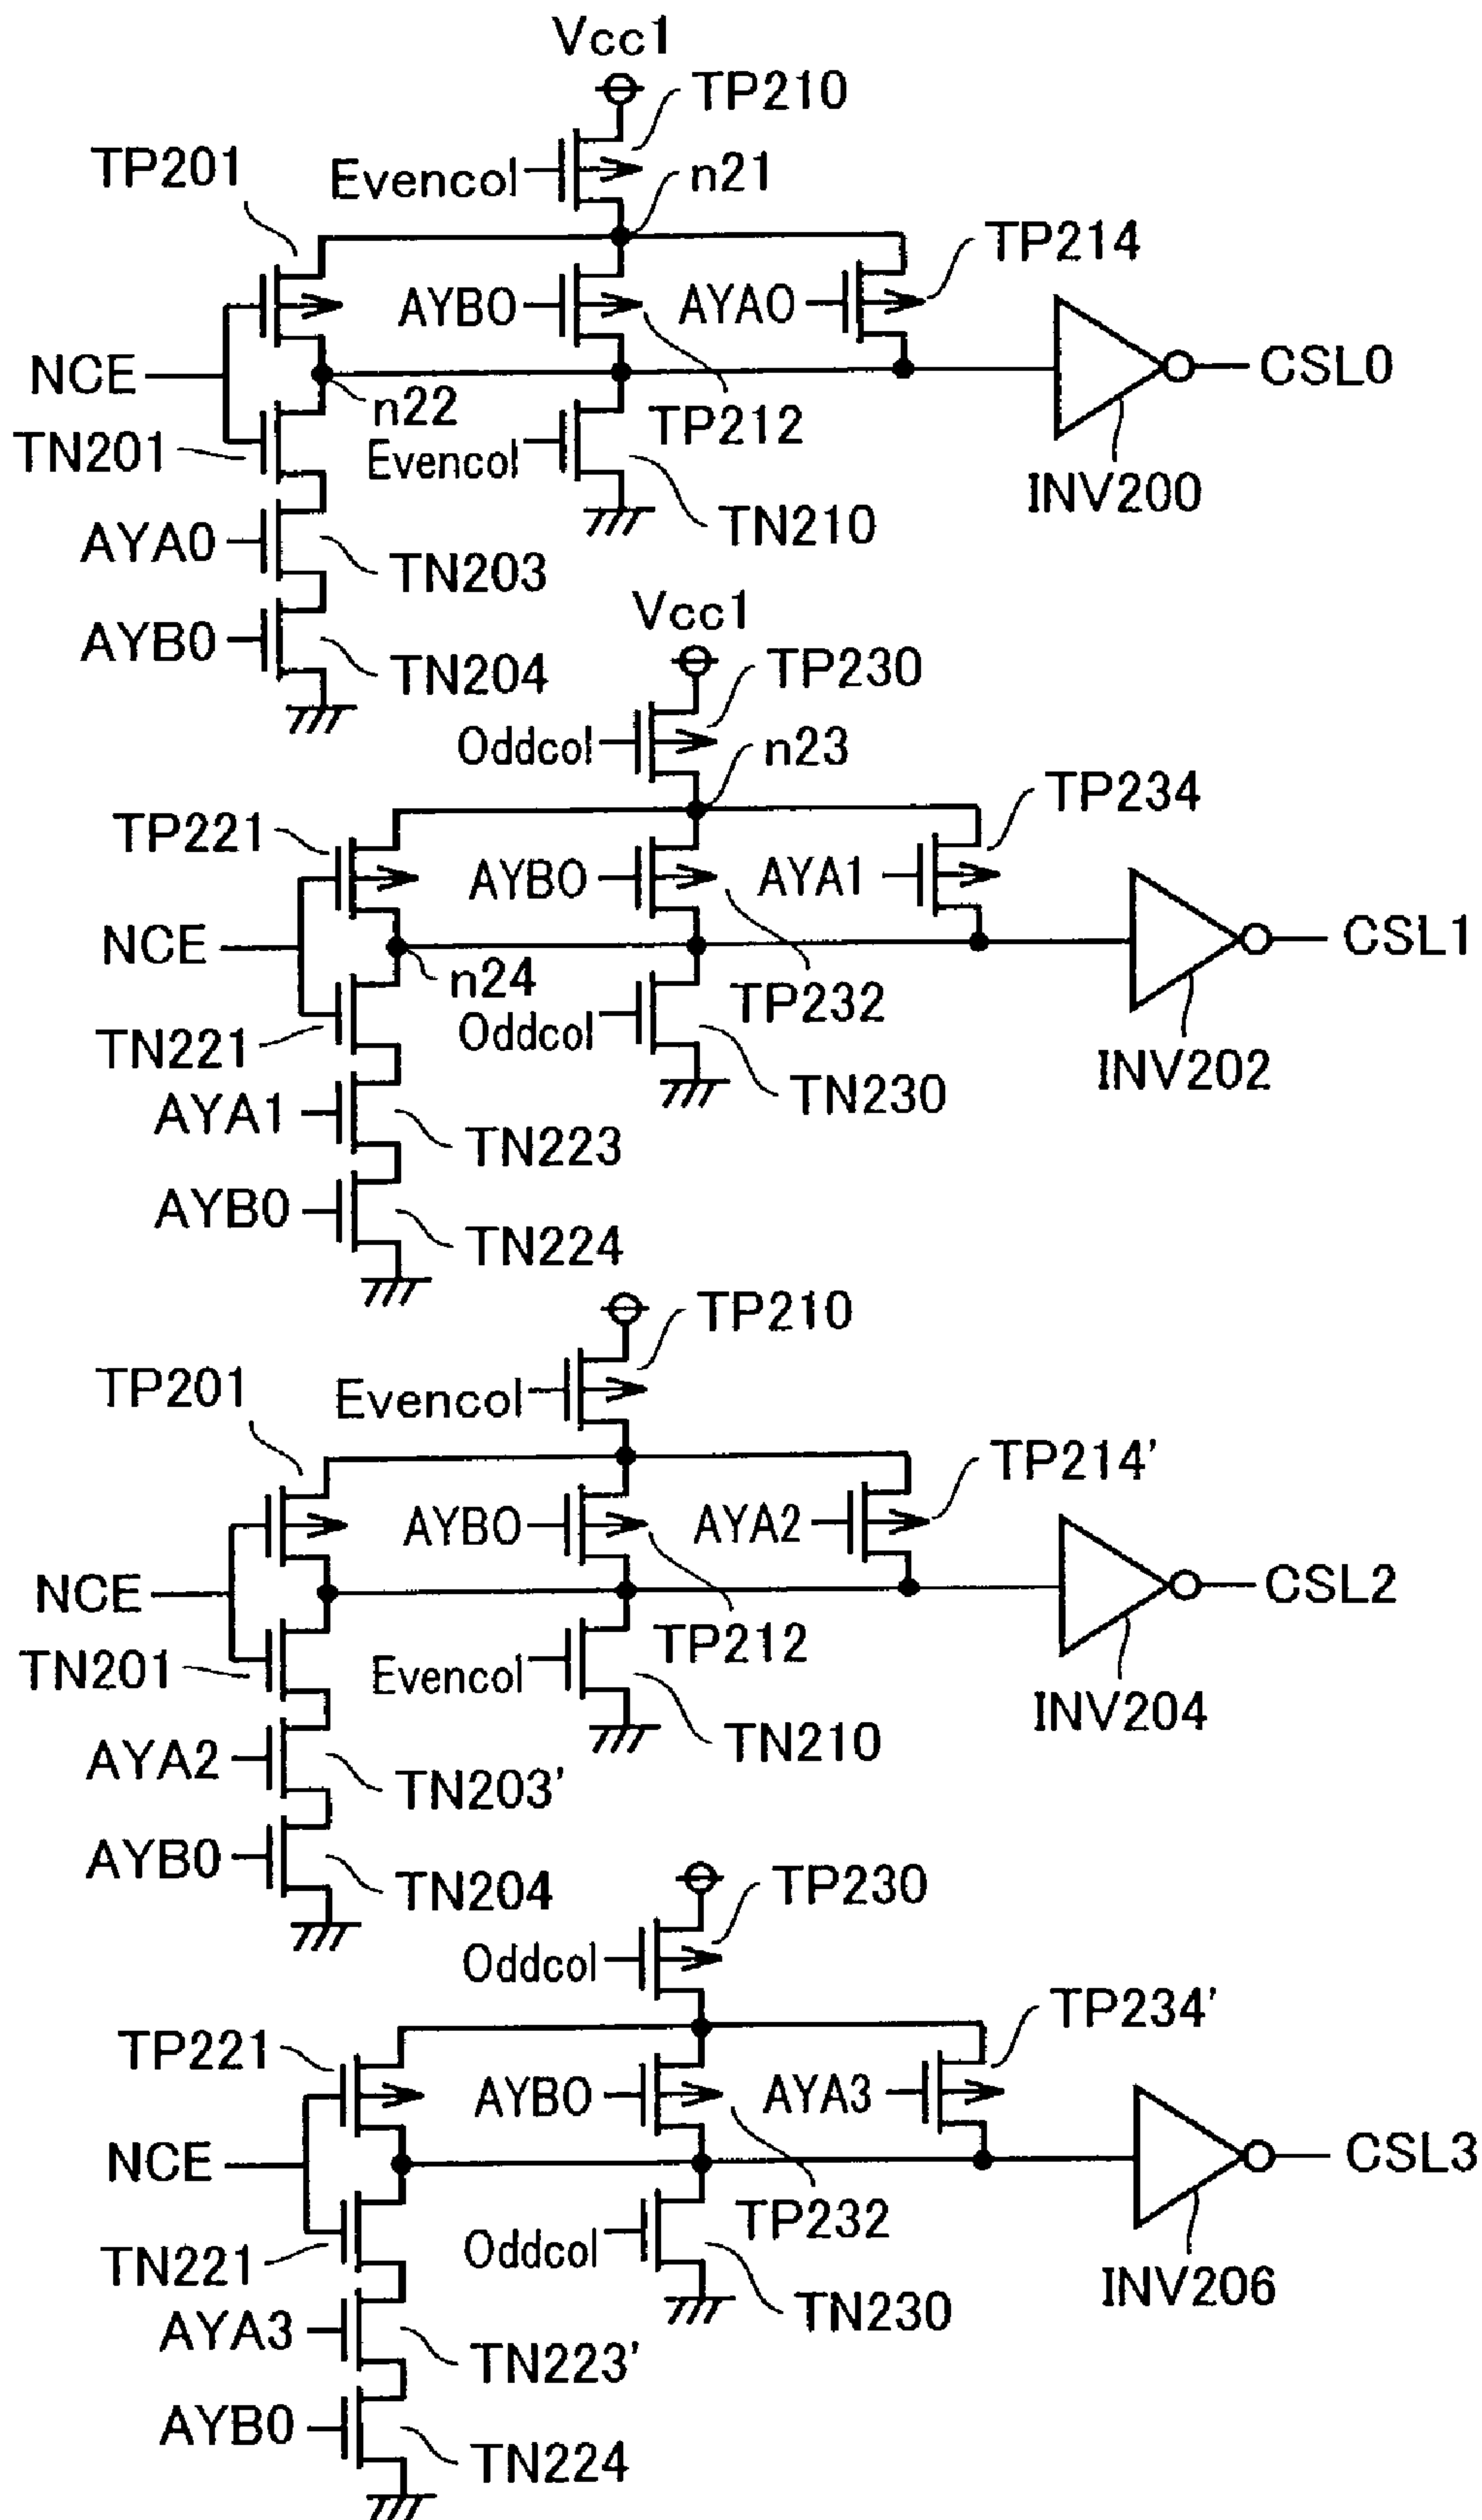 Vcc1
TP210
TP201
Evencol
n21
TP214
AYB0
AYA0
NCE
CSL0
n22
TP212
TN201
Evencol
INV200
TN210
AYA0
TN203
Vcc1
AYB0
TN204
TP230
Oddcol
n23
TP234
TP221
AYB0
AYA1
NCE
CSL1
n24
TP232
TN221
Oddcol
INV202
TN230
AYA1
TN223
AYB0
TN224
TP210
TP201
Evencol
TP214'
AYB0
AYA2
NCE
CSL2
TP212
TN201
Evencol
INV204
TN210
AYA2
TN203'
AYB0
TN204
TP230
Oddcol
TP234'
TP221
AYB0
AYA3
NCE
CSL3
TP232
TN221
Oddcol
INV206
TN230
AYA3
TN223'
AYB0
TN224